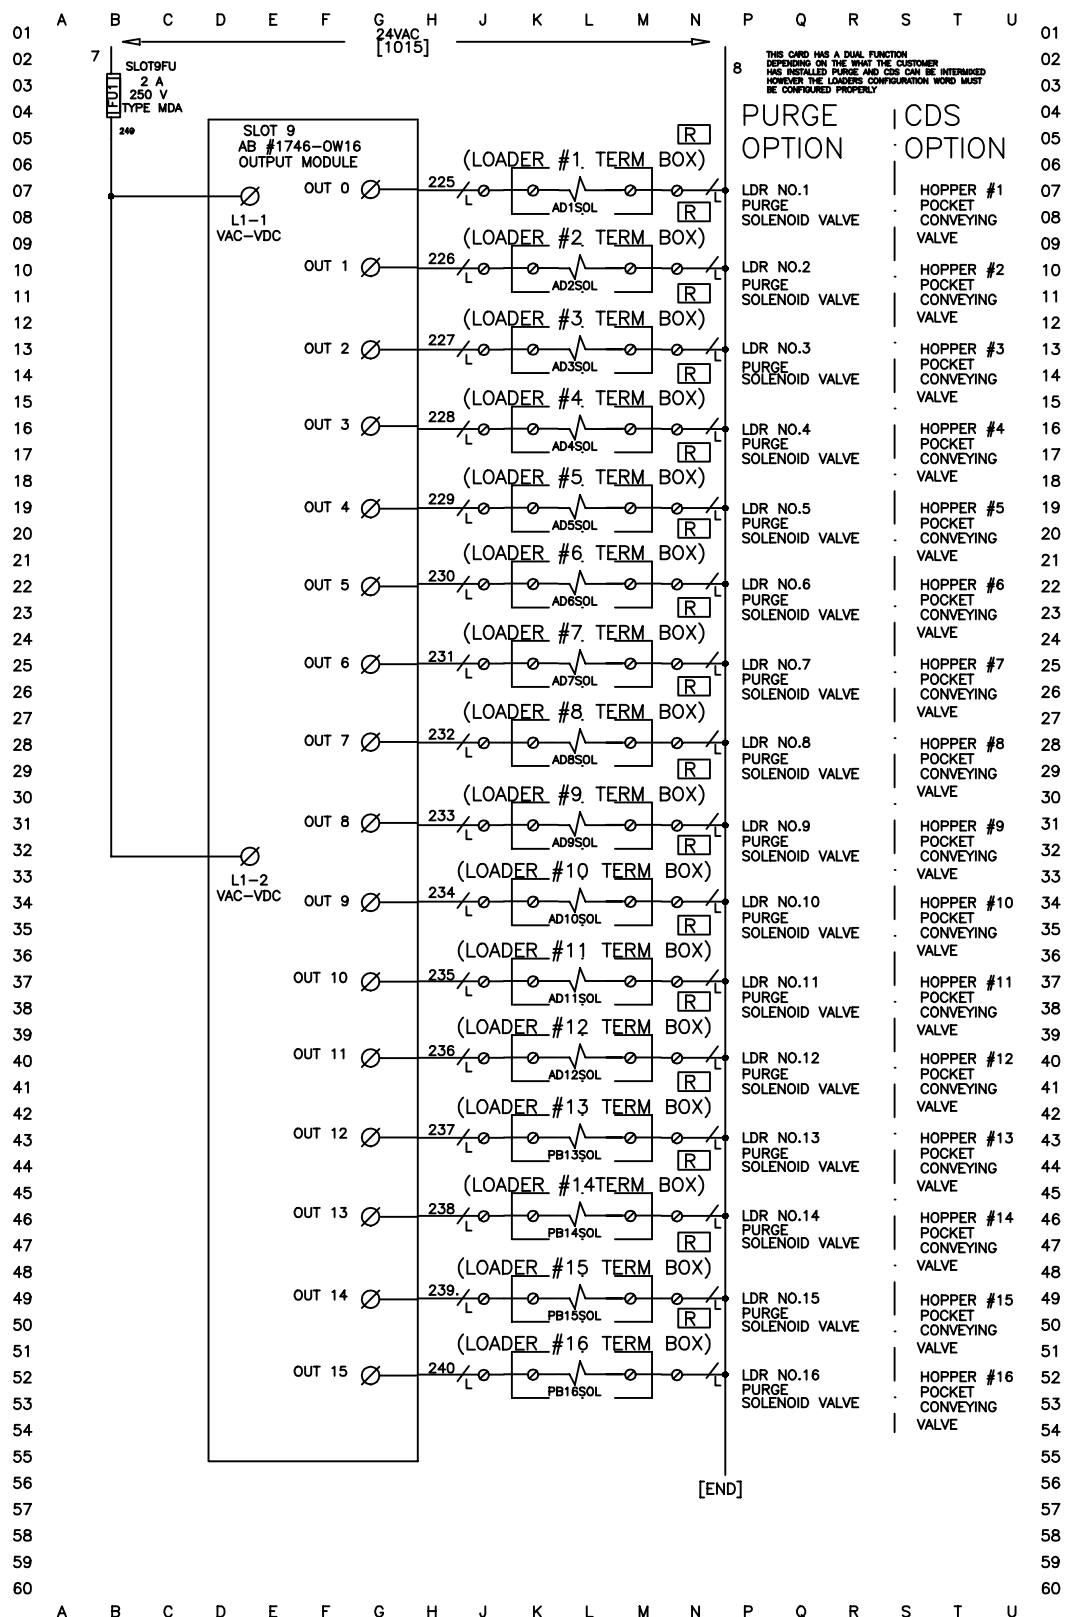 A B C D E F G H J K L M N P Q R S T U
01 01
24VAC
[1015]
02 02
7
8
THIS CARD HAS A DUAL FUNCTION
DEPENDING ON THE WHAT THE CUSTOMER
HAS INSTALLED PURGE AND CDS CAN BE INTERMIXED
HOWEVER THE LOADERS CONFIGURATION WORD MUST
BE CONFIGURED PROPERLY
SLOT9FU
2 A
250 V
TYPE MDA
FU1
249
03 03
04 04
PURGE
OPTION
CDS
OPTION
05 05
SLOT 9
AB #1746-OW16
OUTPUT MODULE
R
06 06
(LOADER #1 TERM BOX)
07 07
OUT 0 225 L AD1SOL L
LDR NO.1
PURGE
SOLENOID VALVE
HOPPER #1
POCKET
CONVEYING
VALVE
L1-1
VAC-VDC
08 08
R
09 09
(LOADER #2 TERM BOX)
10 10
OUT 1 226 L AD2SOL L
LDR NO.2
PURGE
SOLENOID VALVE
HOPPER #2
POCKET
CONVEYING
VALVE
11 11
R
12 12
(LOADER #3 TERM BOX)
13 13
OUT 2 227 L AD3SOL L
LDR NO.3
PURGE
SOLENOID VALVE
HOPPER #3
POCKET
CONVEYING
VALVE
14 14
R
15 15
(LOADER #4 TERM BOX)
16 16
OUT 3 228 L AD4SOL L
LDR NO.4
PURGE
SOLENOID VALVE
HOPPER #4
POCKET
CONVEYING
VALVE
17 17
R
18 18
(LOADER #5 TERM BOX)
19 19
OUT 4 229 L AD5SOL L
LDR NO.5
PURGE
SOLENOID VALVE
HOPPER #5
POCKET
CONVEYING
VALVE
20 20
R
21 21
(LOADER #6 TERM BOX)
22 22
OUT 5 230 L AD6SOL L
LDR NO.6
PURGE
SOLENOID VALVE
HOPPER #6
POCKET
CONVEYING
VALVE
23 23
R
24 24
(LOADER #7 TERM BOX)
25 25
OUT 6 231 L AD7SOL L
LDR NO.7
PURGE
SOLENOID VALVE
HOPPER #7
POCKET
CONVEYING
VALVE
26 26
R
27 27
(LOADER #8 TERM BOX)
28 28
OUT 7 232 L AD8SOL L
LDR NO.8
PURGE
SOLENOID VALVE
HOPPER #8
POCKET
CONVEYING
VALVE
29 29
R
30 30
(LOADER #9 TERM BOX)
31 31
OUT 8 233 L AD9SOL L
LDR NO.9
PURGE
SOLENOID VALVE
HOPPER #9
POCKET
CONVEYING
VALVE
32 32
R
L1-2
VAC-VDC
33 33
(LOADER #10 TERM BOX)
34 34
OUT 9 234 L AD10SOL L
LDR NO.10
PURGE
SOLENOID VALVE
HOPPER #10
POCKET
CONVEYING
VALVE
35 35
R
36 36
(LOADER #11 TERM BOX)
37 37
OUT 10 235 L AD11SOL L
LDR NO.11
PURGE
SOLENOID VALVE
HOPPER #11
POCKET
CONVEYING
VALVE
38 38
R
39 39
(LOADER #12 TERM BOX)
40 40
OUT 11 236 L AD12SOL L
LDR NO.12
PURGE
SOLENOID VALVE
HOPPER #12
POCKET
CONVEYING
VALVE
41 41
R
42 42
(LOADER #13 TERM BOX)
43 43
OUT 12 237 L PB13SOL L
LDR NO.13
PURGE
SOLENOID VALVE
HOPPER #13
POCKET
CONVEYING
VALVE
44 44
R
45 45
(LOADER #14TERM BOX)
46 46
OUT 13 238 L PB14SOL L
LDR NO.14
PURGE
SOLENOID VALVE
HOPPER #14
POCKET
CONVEYING
VALVE
47 47
R
48 48
(LOADER #15 TERM BOX)
49 49
OUT 14 239. L PB15SOL L
LDR NO.15
PURGE
SOLENOID VALVE
HOPPER #15
POCKET
CONVEYING
VALVE
50 50
R
51 51
(LOADER #16 TERM BOX)
52 52
OUT 15 240 L PB16SOL L
LDR NO.16
PURGE
SOLENOID VALVE
HOPPER #16
POCKET
CONVEYING
VALVE
53 53
54 54
55 55
56 56
[END]
57 57
58 58
59 59
60 60
A B C D E F G H J K L M N P Q R S T U